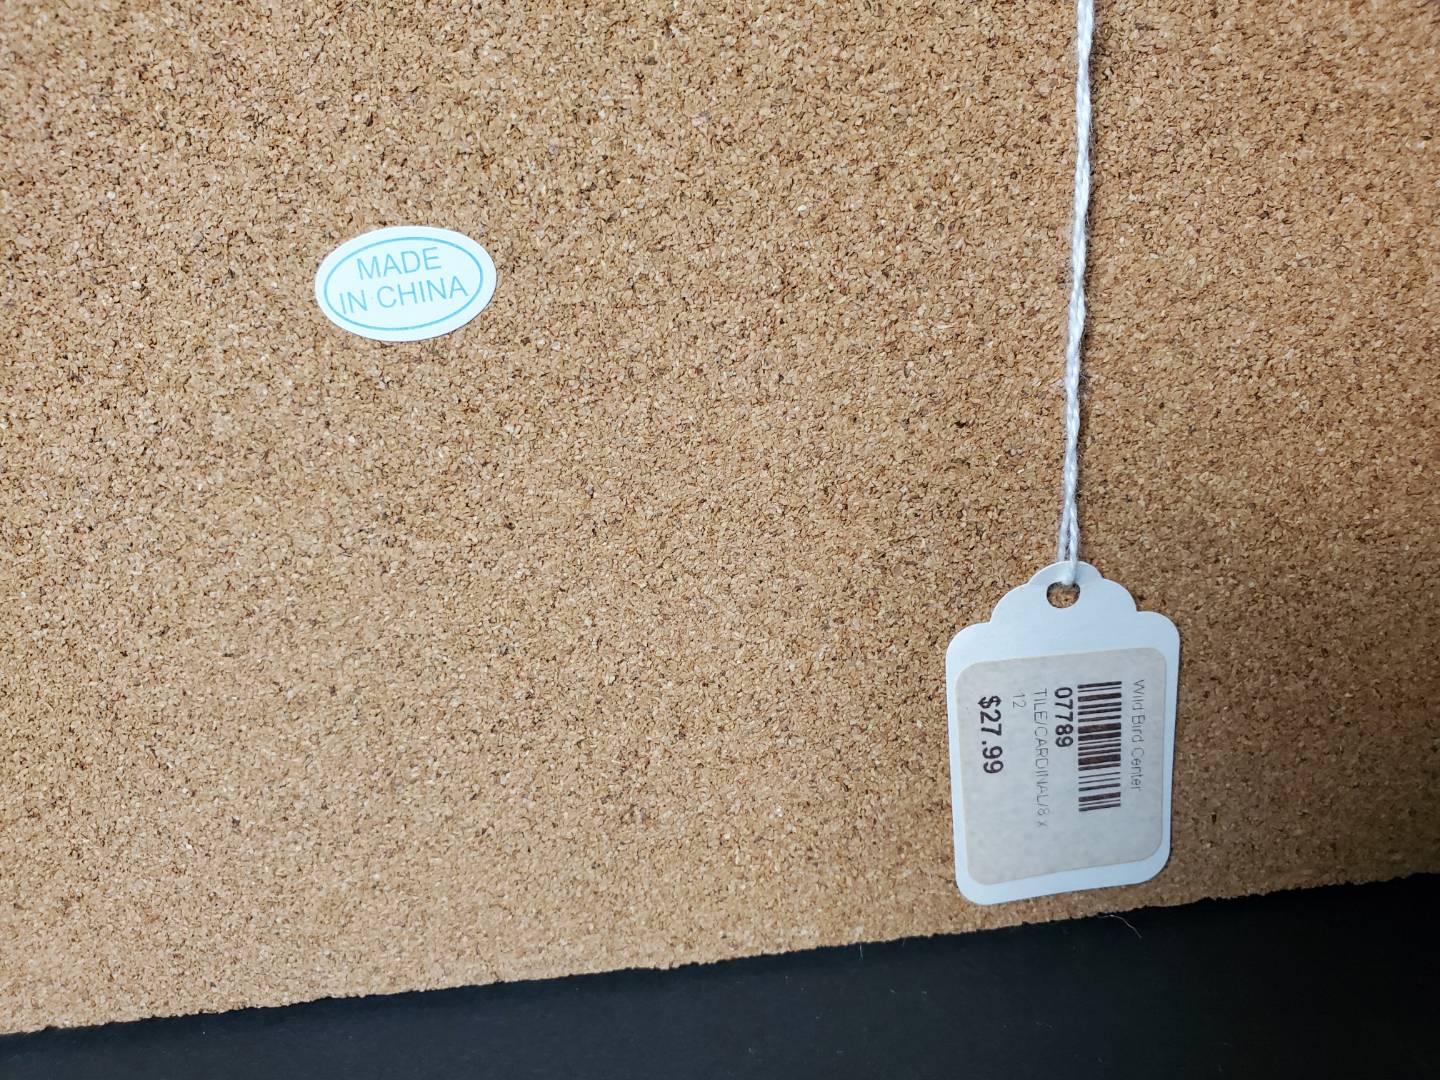 MADE
IN CHINA
Wild Bird Center
07789
TILE/CARDINAL/8 x
12
$27.99